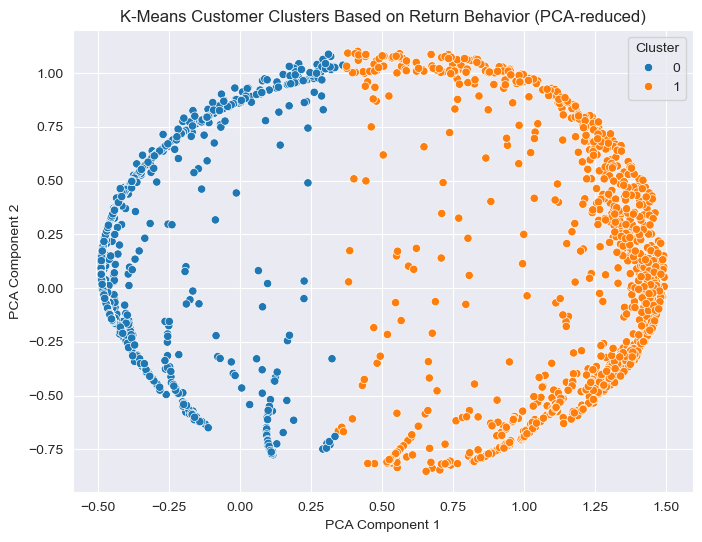 K-Means Customer Clusters Based on Return Behavior (PCA-reduced)
Cluster
0
1
PCA Component 2
1.00
0.75
0.50
0.25
0.00
−0.25
−0.50
−0.75
−0.50 −0.25 0.00 0.25 0.50 0.75 1.00 1.25 1.50
PCA Component 1